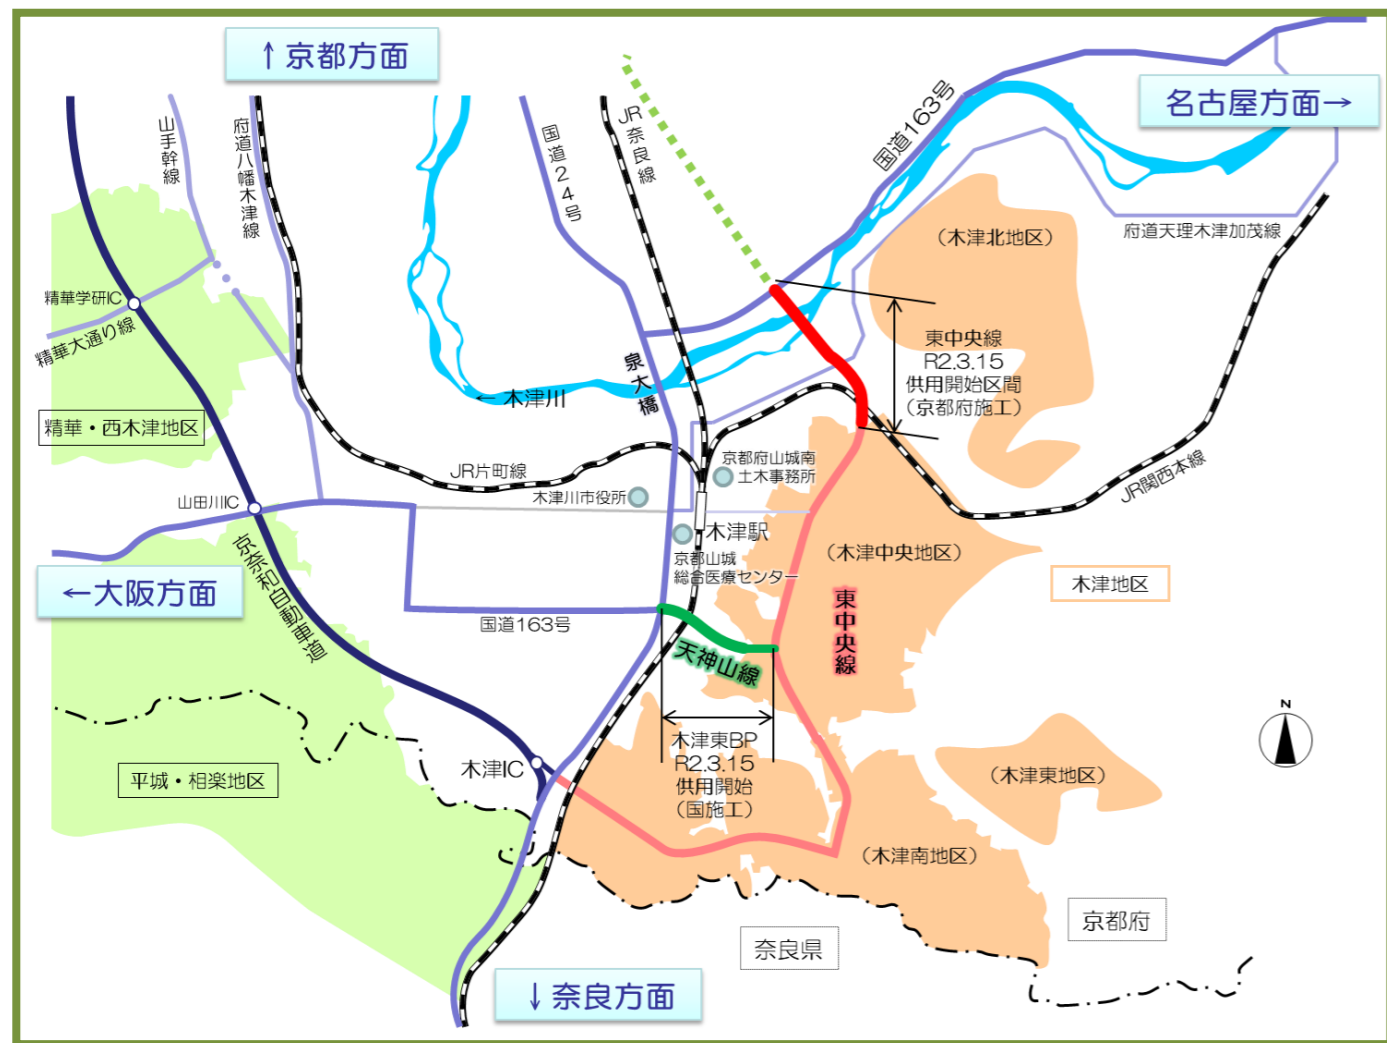 ↑京都方面
名古屋方面→
山手幹線
府道八幡木津線
国道24号
JR奈良線
国道163号
(木津北地区)
府道天理木津加茂線
精華学研IC
精華大通り線
泉大橋
東中央線
R2.3.15
供用開始区間
(京都府施工)
←木津川
精華・西木津地区
JR片町線
京都府山城南
土木事務所
JR関西本線
山田川IC
木津川市役所
木津駅
京都山城
総合医療センター
(木津中央地区)
←大阪方面
京奈和自動車道
木津地区
国道163号
東中央線
天神山線
N
木津東BP
R2.3.15
供用開始
(国施工)
木津IC
平城・相楽地区
(木津東地区)
(木津南地区)
京都府
奈良県
↓奈良方面